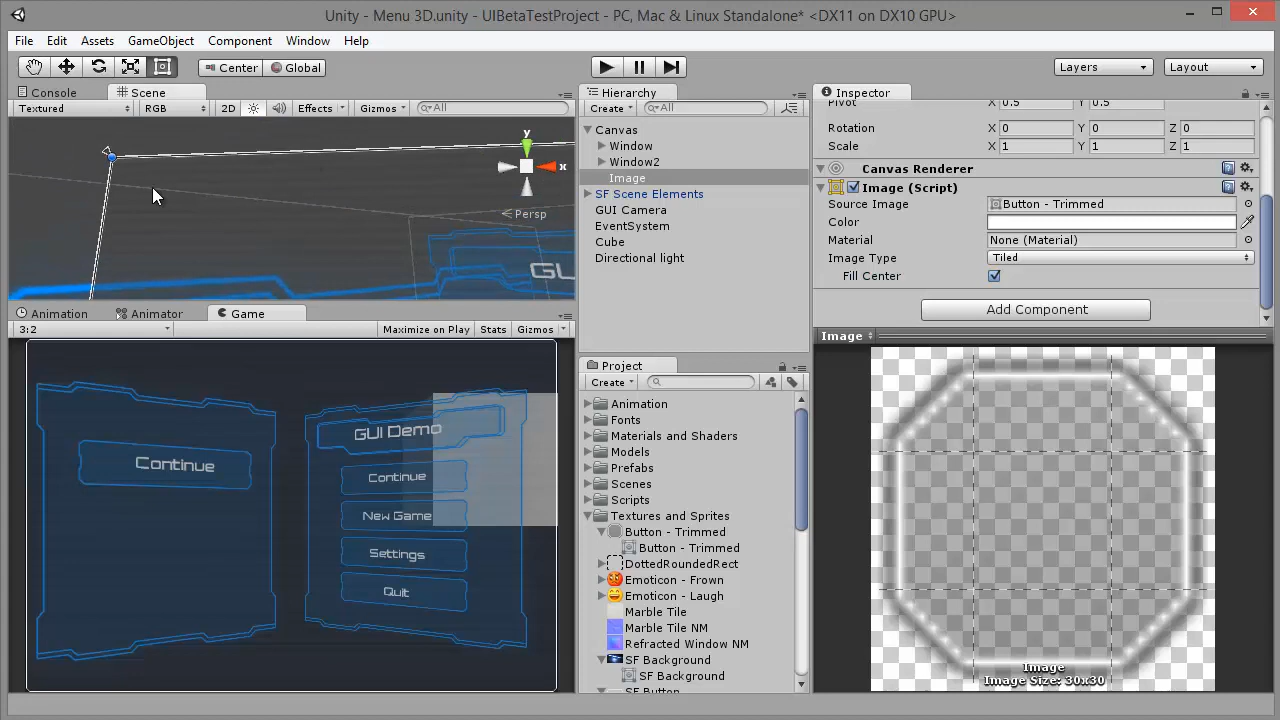 Unity - Menu 3D.unity - UIBetaTestProject - PC, Mac & Linux Standalone* <DX11 on DX10 GPU>
File Edit Assets GameObject Component Window Help
Center Global Layers Layout
Console Scene
Textured RGB 2D Effects Gizmos All
y
x
Persp
GU
Animation Animator Game
3:2 Maximize on Play Stats Gizmos
Continue
GUI Demo
Continue
New Game
Settings
Quit
Hierarchy
Create All
Canvas
Window
Window2
Image
SF Scene Elements
GUI Camera
EventSystem
Cube
Directional light
Project
Create
Animation
Fonts
Materials and Shaders
Models
Prefabs
Scenes
Scripts
Textures and Sprites
Button - Trimmed
Button - Trimmed
DottedRoundedRect
Emoticon - Frown
Emoticon - Laugh
Marble Tile
Marble Tile NM
Refracted Window NM
SF Background
SF Background
SF Button
Inspector
Pivot X 0.5 Y 0.5
Rotation X 0 Y 0 Z 0
Scale X 1 Y 1 Z 1
Canvas Renderer
Image (Script)
Source Image Button - Trimmed
Color
Material None (Material)
Image Type Tiled
Fill Center
Add Component
Image
Image
Image Size: 30x30